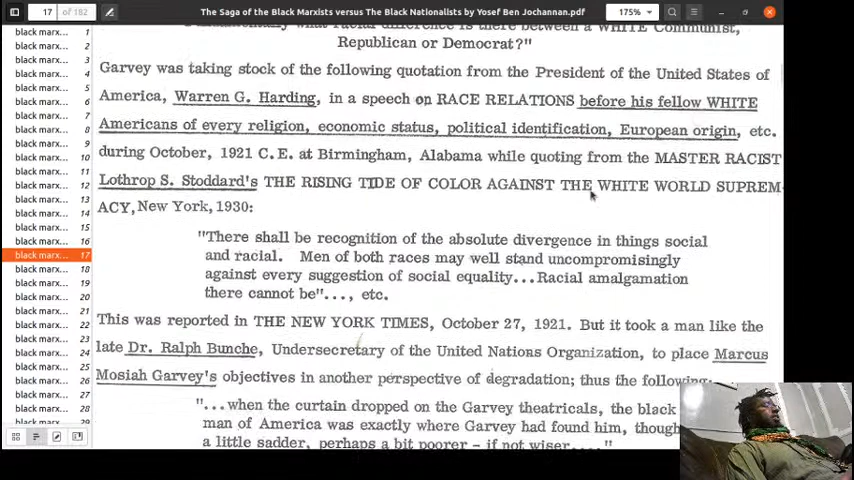 17 of 182
The Saga of the Black Marxists versus The Black Nationalists by Yosef Ben Jochannan.pdf
175%
black marx... 1
black marx... 2
black marx... 3
black marx... 4
black marx... 5
black marx... 6
black marx... 7
black marx... 8
black marx... 9
black marx... 10
black marx... 11
black marx... 12
black marx... 13
black marx... 14
black marx... 15
black marx... 16
black marx... 17
black marx... 18
black marx... 19
black marx... 20
black marx... 21
black marx... 22
black marx... 23
black marx... 24
black marx... 25
black marx... 26
black marx... 27
black marx... 28
black marx... 29
"Fundamentally what racial difference is there between a WHITE Communist,
Republican or Democrat?"
Garvey was taking stock of the following quotation from the President of the United States of
America, Warren G. Harding, in a speech on RACE RELATIONS before his fellow WHITE
Americans of every religion, economic status, political identification, European origin, etc.
during October, 1921 C.E. at Birmingham, Alabama while quoting from the MASTER RACIST
Lothrop S. Stoddard's THE RISING TIDE OF COLOR AGAINST THE WHITE WORLD SUPREM-
ACY, New York, 1930:
"There shall be recognition of the absolute divergence in things social
and racial. Men of both races may well stand uncompromisingly
against every suggestion of social equality...Racial amalgamation
there cannot be"..., etc.
This was reported in THE NEW YORK TIMES, October 27, 1921. But it took a man like the
late Dr. Ralph Bunche, Undersecretary of the United Nations Organization, to place Marcus
Mosiah Garvey's objectives in another perspective of degradation; thus the following:
"...when the curtain dropped on the Garvey theatricals, the black
man of America was exactly where Garvey had found him, though
a little sadder, perhaps a bit poorer - if not wiser...."